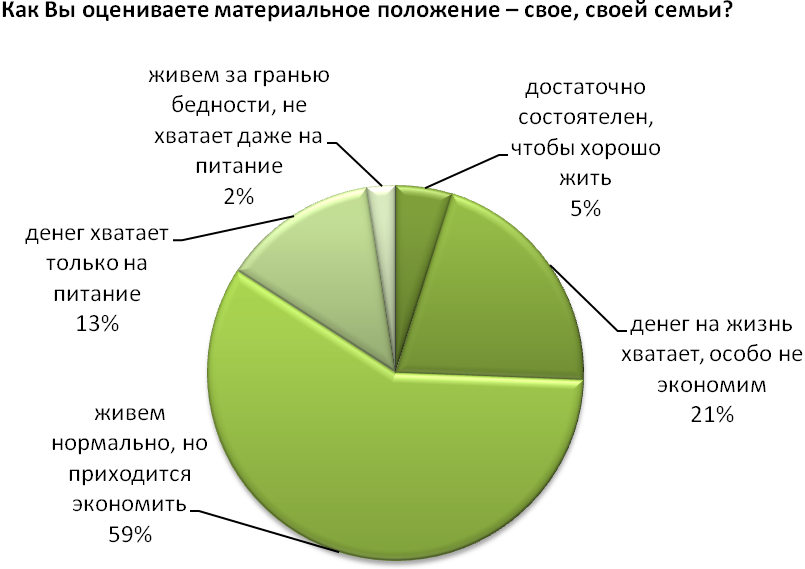 Как Вы оцениваете материальное положение – свое, своей семьи?
живем за гранью
бедности, не
хватает даже на
питание
2%
достаточно
состоятелен,
чтобы хорошо
жить
5%
денег хватает
только на
питание
13%
денег на жизнь
хватает, особо не
экономим
21%
живем
нормально, но
приходится
экономить
59%